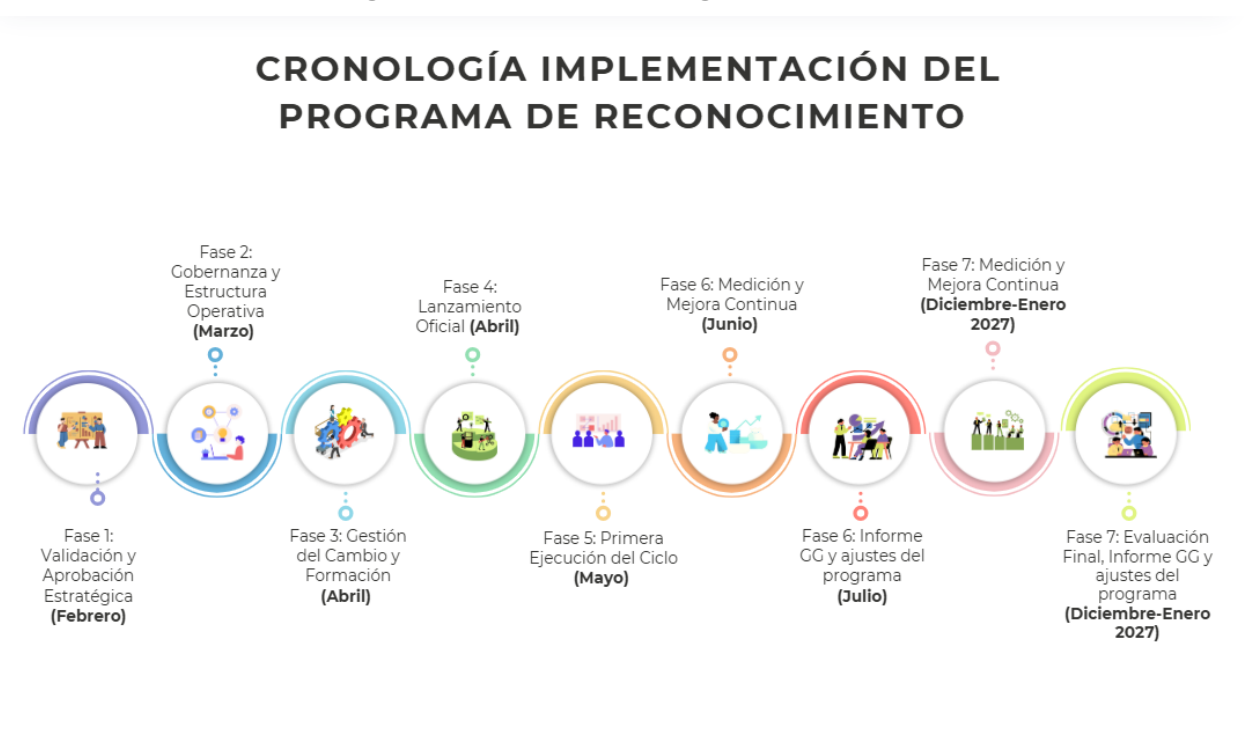 CRONOLOGÍA IMPLEMENTACIÓN DEL
PROGRAMA DE RECONOCIMIENTO
Fase 1:
Validación y
Aprobación
Estratégica
(Febrero)
Fase 2:
Gobernanza y
Estructura
Operativa
(Marzo)
Fase 3: Gestión
del Cambio y
Formación
(Abril)
Fase 4:
Lanzamiento
Oficial (Abril)
Fase 5: Primera
Ejecución del Ciclo
(Mayo)
Fase 6: Medición y
Mejora Continua
(Junio)
Fase 6: Informe
GG y ajustes del
programa
(Julio)
Fase 7: Medición y
Mejora Continua
(Diciembre-Enero
2027)
Fase 7: Evaluación
Final, Informe GG y
ajustes del
programa
(Diciembre-Enero
2027)